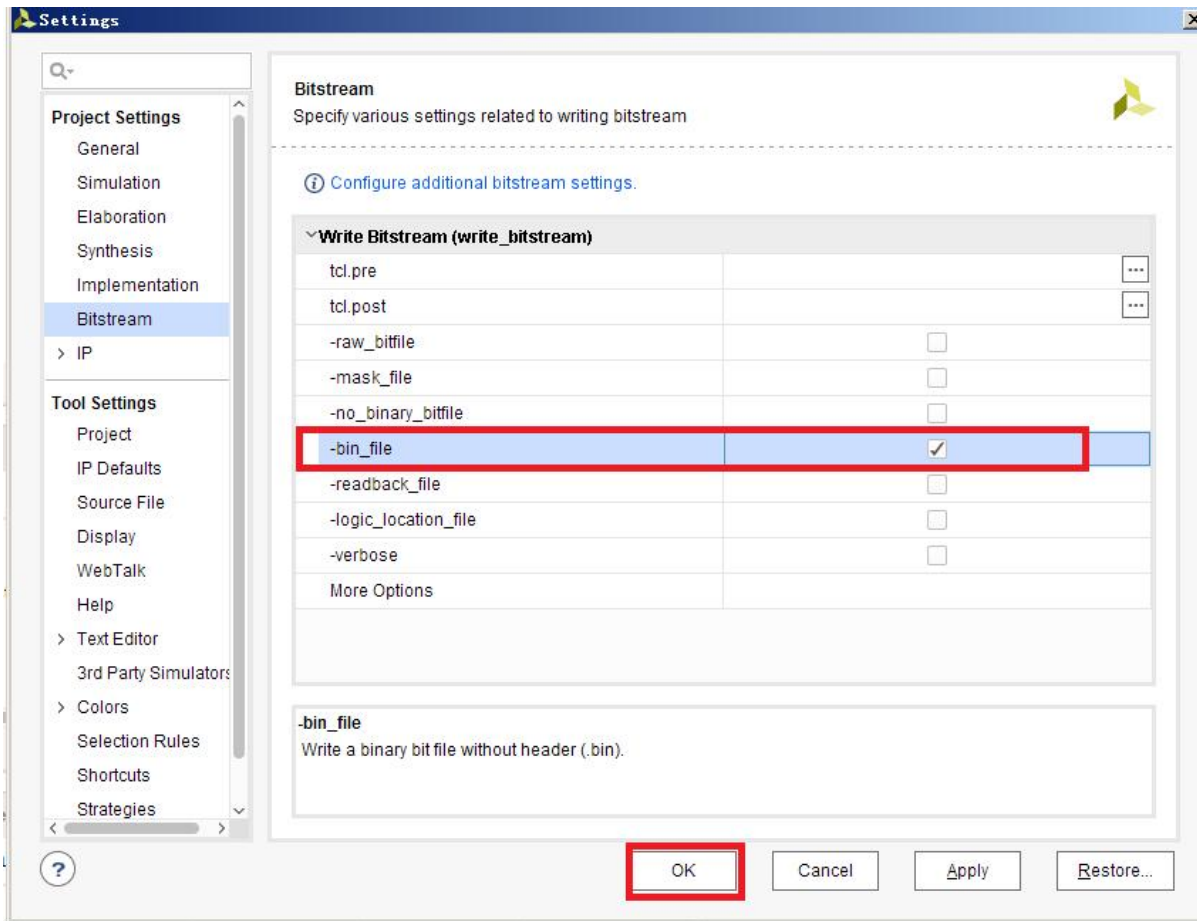 Settings
Project Settings
General
Simulation
Elaboration
Synthesis
Implementation
Bitstream
IP
Tool Settings
Project
IP Defaults
Source File
Display
WebTalk
Help
Text Editor
3rd Party Simulators
Colors
Selection Rules
Shortcuts
Strategies
Bitstream
Specify various settings related to writing bitstream
Configure additional bitstream settings.
Write Bitstream (write_bitstream)
tcl.pre
...
tcl.post
...
-raw_bitfile
-mask_file
-no_binary_bitfile
-bin_file
-readback_file
-logic_location_file
-verbose
More Options
-bin_file
Write a binary bit file without header (.bin).
?
OK
Cancel
Apply
Restore...